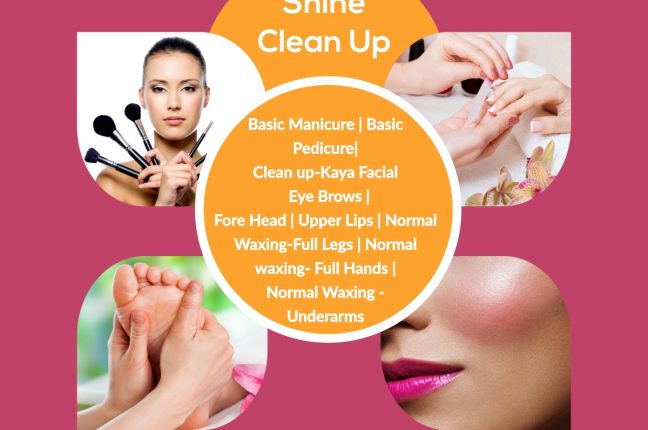 Shine
Clean Up
Basic Manicure | Basic
Pedicure|
Clean up-Kaya Facial
Eye Brows |
Fore Head | Upper Lips | Normal
Waxing-Full Legs | Normal
waxing- Full Hands |
Normal Waxing -
Underarms